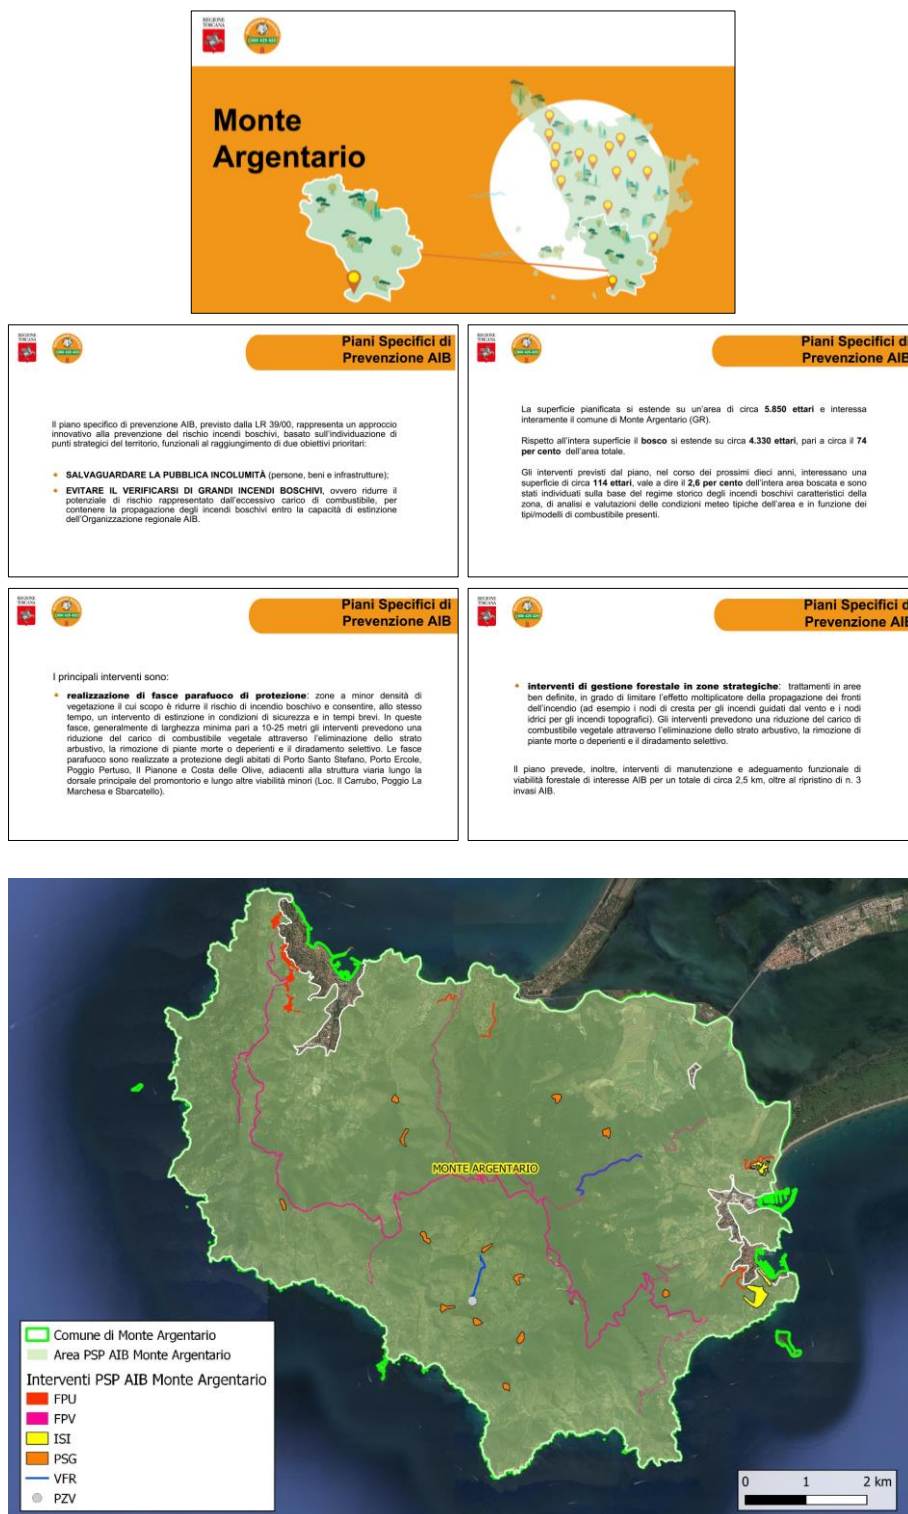 REGIONE
TOSCANA
Monte
Argentario
REGIONE
TOSCANA
Piani Specifici di
Prevenzione AIB
Il piano specifico di prevenzione AIB, previsto dalla LR 39/00, rappresenta un approccio
innovativo alla prevenzione del rischio incendi boschivi, basato sull'individuazione di
punti strategici del territorio, funzionali al raggiungimento di due obiettivi prioritari:
SALVAGUARDARE LA PUBBLICA INCOLUMITÀ (persone, beni e infrastrutture);
EVITARE IL VERIFICARSI DI GRANDI INCENDI BOSCHIVI, ovvero ridurre il
potenziale di rischio rappresentato dall'eccessivo carico di combustibile, per
contenere la propagazione degli incendi boschivi entro la capacità di estinzione
dell'Organizzazione regionale AIB.
REGIONE
TOSCANA
Piani Specifici di
Prevenzione AIB
La superficie pianificata si estende su un'area di circa 5.850 ettari e interessa
interamente il comune di Monte Argentario (GR).
Rispetto all'intera superficie il bosco si estende su circa 4.330 ettari, pari a circa il 74
per cento dell'area totale.
Gli interventi previsti dal piano, nel corso dei prossimi dieci anni, interessano una
superficie di circa 114 ettari, vale a dire il 2,6 per cento dell'intera area boscata e sono
stati individuati sulla base del regime storico degli incendi boschivi caratteristici della
zona, di analisi e valutazioni delle condizioni meteo tipiche dell'area e in funzione dei
tipi/modelli di combustibile presenti.
REGIONE
TOSCANA
Piani Specifici di
Prevenzione AIB
I principali interventi sono:
realizzazione di fasce parafuoco di protezione: zone a minor densità di
vegetazione il cui scopo è ridurre il rischio di incendio boschivo e consentire, allo stesso
tempo, un intervento di estinzione in condizioni di sicurezza e in tempi brevi. In queste
fasce, generalmente di larghezza minima pari a 10-25 metri gli interventi prevedono una
riduzione del carico di combustibile vegetale attraverso l'eliminazione dello strato
arbustivo, la rimozione di piante morte o deperienti e il diradamento selettivo. Le fasce
parafuoco sono realizzate a protezione degli abitati di Porto Santo Stefano, Porto Ercole,
Poggio Pertuso, Il Pianone e Costa delle Olive, adiacenti alla struttura viaria lungo la
dorsale principale del promontorio e lungo altre viabilità minori (Loc. Il Carrubo, Poggio La
Marchesa e Sbarcatello).
REGIONE
TOSCANA
Piani Specifici d
Prevenzione AIB
interventi di gestione forestale in zone strategiche: trattamenti in aree
ben definite, in grado di limitare l'effetto moltiplicatore della propagazione dei fronti
dell'incendio (ad esempio i nodi di cresta per gli incendi guidati dal vento e i nodi
idrici per gli incendi topografici). Gli interventi prevedono una riduzione del carico di
combustibile vegetale attraverso l'eliminazione dello strato arbustivo, la rimozione di
piante morte o deperienti e il diradamento selettivo.
Il piano prevede, inoltre, interventi di manutenzione e adeguamento funzionale di
viabilità forestale di interesse AIB per un totale di circa 2,5 km, oltre al ripristino di n. 3
invasi AIB.
MONTE ARGENTARIO
Comune di Monte Argentario
Area PSP AIB Monte Argentario
Interventi PSP AIB Monte Argentario
FPU
FPV
ISI
PSG
VFR
PZV
0 1 2 km